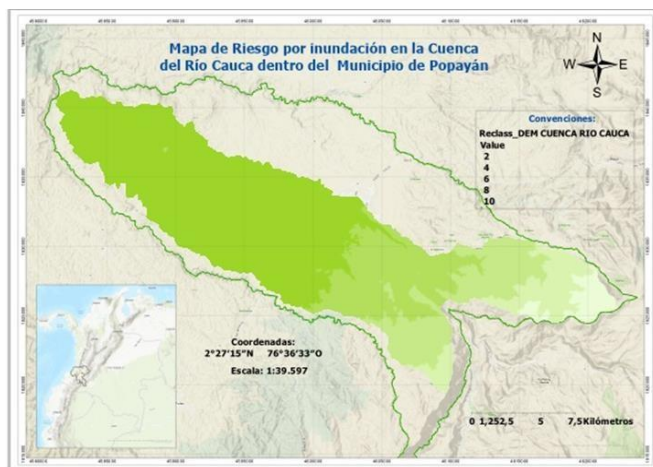 Mapa de Riesgo por inundación en la Cuenca
del Río Cauca dentro del Municipio de Popayán
N
W
E
S
Convenciones:
Reclass_DEM CUENCA RIO CAUCA
Value
2
4
6
8
10
Coordenadas:
2°27'15"N 76°36'33"O
Escala: 1:39.597
0 1,252,5 5 7,5Kilómetros